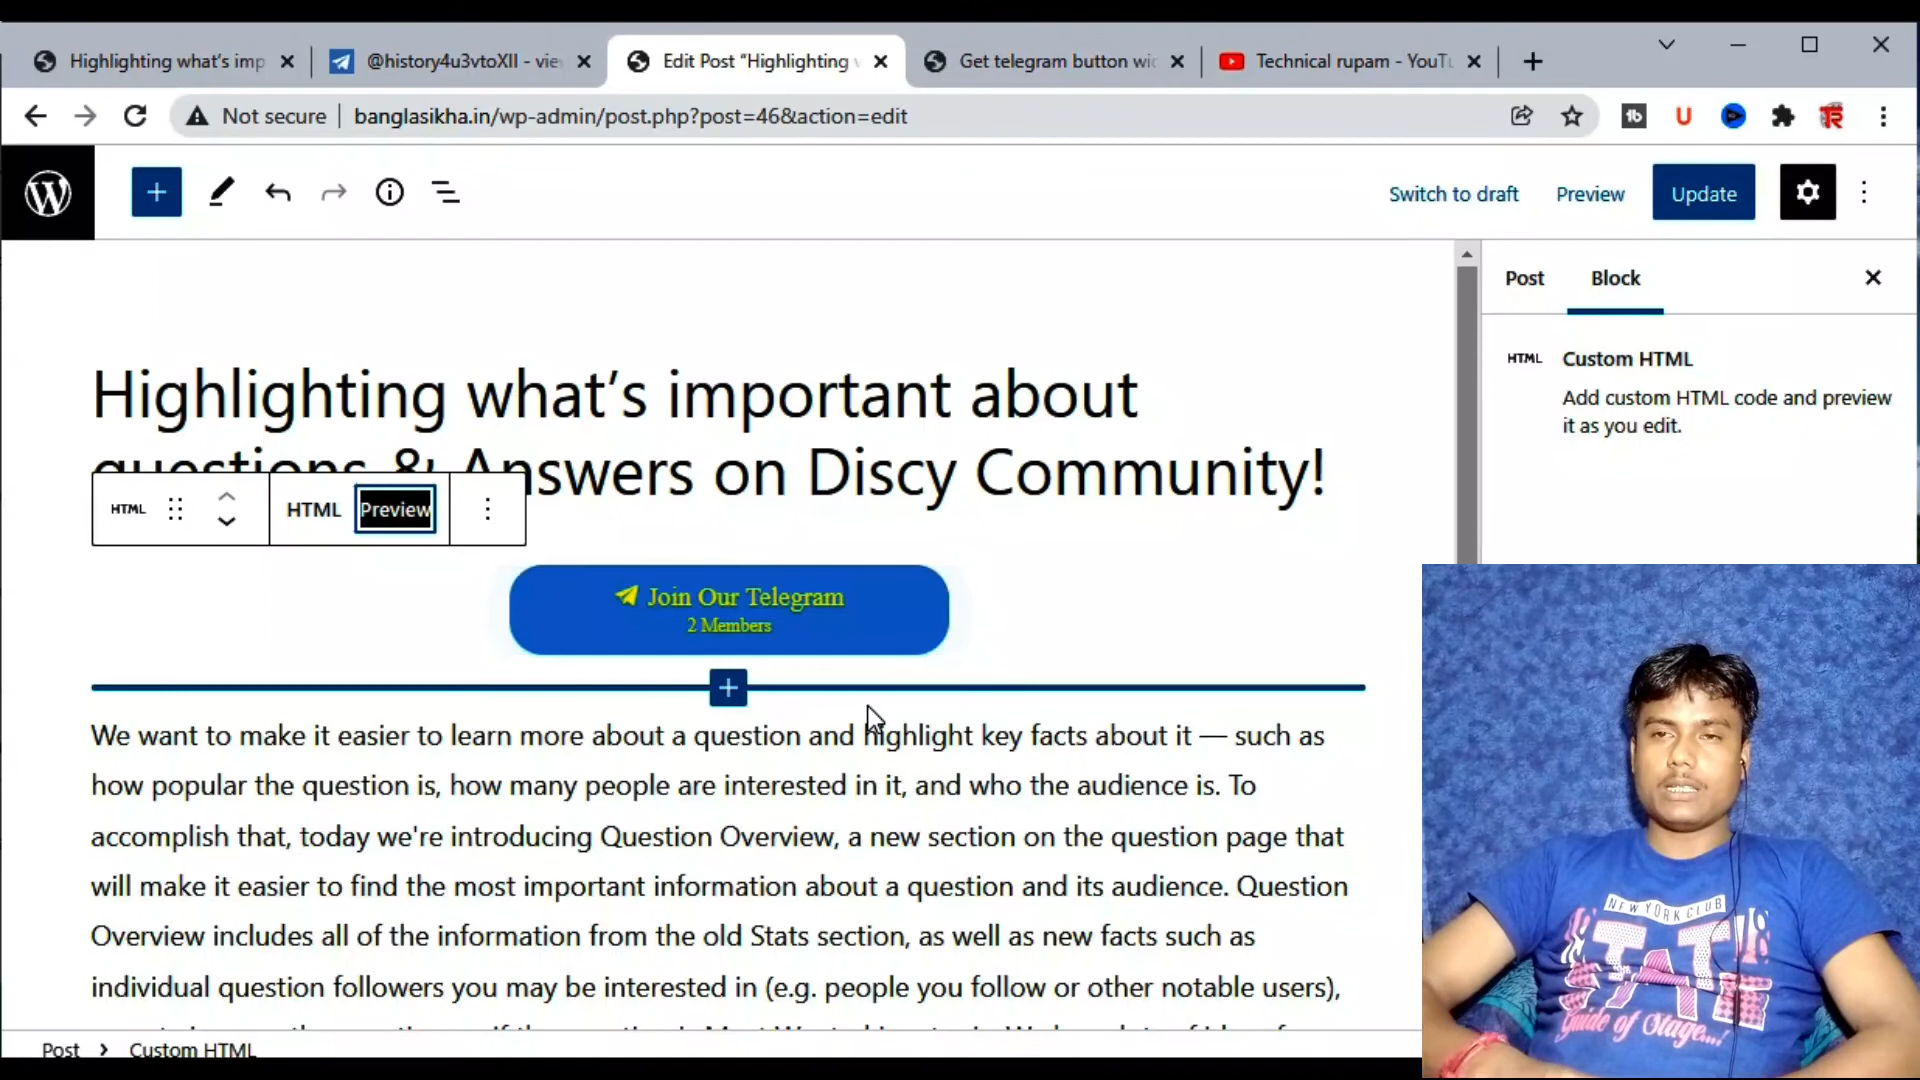 Highlighting what's imp
@history4u3vtoXII - vie
Edit Post "Highlighting
Get telegram button wi
Technical rupam - YouT
Not secure
banglasikha.in/wp-admin/post.php?post=46&action=edit
Switch to draft
Preview
Update
Post
Block
HTML
Custom HTML
Add custom HTML code and preview
it as you edit.
Highlighting what's important about
questions & Answers on Discy Community!
HTML
HTML
Preview
Join Our Telegram
2 Members
We want to make it easier to learn more about a question and highlight key facts about it — such as
how popular the question is, how many people are interested in it, and who the audience is. To
accomplish that, today we're introducing Question Overview, a new section on the question page that
will make it easier to find the most important information about a question and its audience. Question
Overview includes all of the information from the old Stats section, as well as new facts such as
individual question followers you may be interested in (e.g. people you follow or other notable users),
Post
Custom HTML
NEW YORK CLUB
Guide of Stage...!